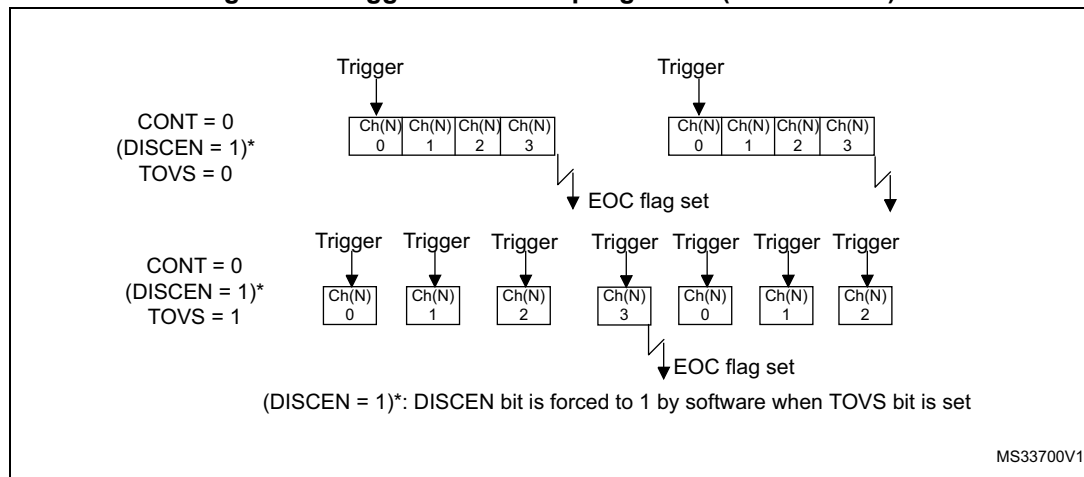 Trigger Trigger
CONT = 0
(DISCEN = 1)*
TOVS = 0
Ch(N) Ch(N) Ch(N) Ch(N) Ch(N) Ch(N) Ch(N) Ch(N)
0 1 2 3 0 1 2 3
EOC flag set
Trigger Trigger Trigger Trigger Trigger Trigger Trigger
CONT = 0
(DISCEN = 1)*
TOVS = 1
Ch(N) Ch(N) Ch(N) Ch(N) Ch(N) Ch(N) Ch(N)
0 1 2 3 0 1 2
EOC flag set
(DISCEN = 1)*: DISCEN bit is forced to 1 by software when TOVS bit is set
MS33700V1